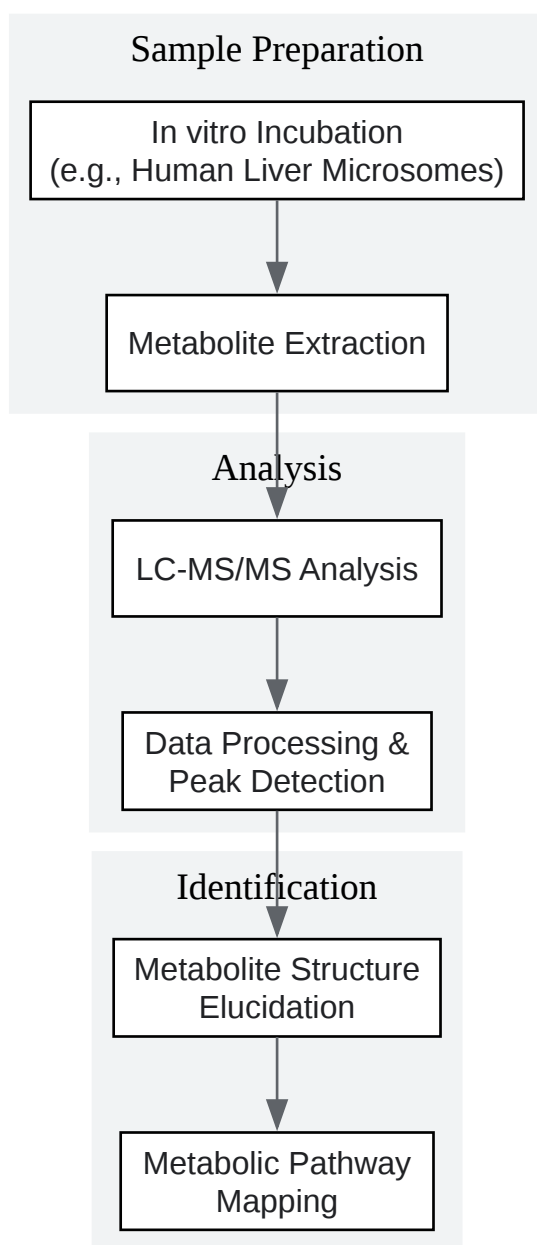 Sample Preparation
In vitro Incubation
(e.g., Human Liver Microsomes)
Metabolite Extraction
Analysis
LC-MS/MS Analysis
Data Processing &
Peak Detection
Identification
Metabolite Structure
Elucidation
Metabolic Pathway
Mapping